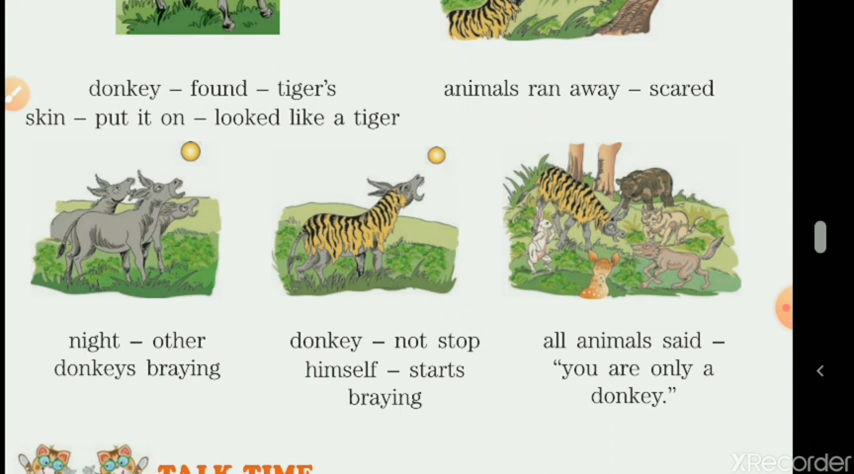 donkey – found – tiger's
skin – put it on – looked like a tiger
animals ran away – scared
night – other
donkeys braying
donkey – not stop
himself – starts
braying
all animals said –
“you are only a
donkey.”
TALK TIME
XRecorder